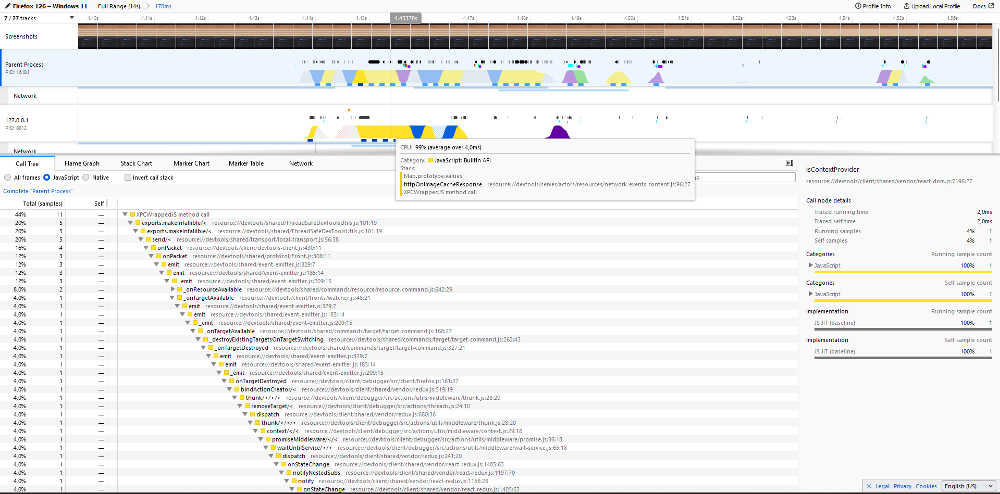 Firefox 126 – Windows 11 Full Range (14s) 170ms Profile Info Upload Local Profile Docs
7 / 27 tracks 4.40s 4.41s 4.42s 4.43s 4.44s 4.45s 4.45378s 4.47s 4.48s 4.49s 4.50s 4.51s 4.52s 4.53s 4.54s 4.55s 4.56s
Screenshots
Parent Process
PID: 16484
Network
127.0.0.1
PID: 8812
Network
CPU: 99% (average over 4,0ms)
Category: JavaScript: Builtin API
Stack:
Map.prototype.values
httpOnImageCacheResponse resource://devtools/server/actors/resources/network-events-content.js:96:27
XPCWrappedJS method call
Call Tree Flame Graph Stack Chart Marker Chart Marker Table Network
All frames JavaScript Native Invert call stack
Complete “Parent Process”
Total (samples) Self
44% 11 — XPCWrappedJS method call
20% 5 — exports.makeInfallible/< resource://devtools/shared/ThreadSafeDevToolsUtils.js:101:19
20% 5 — exports.makeInfallible/< resource://devtools/shared/ThreadSafeDevToolsUtils.js:101:19
20% 5 — send/< resource://devtools/shared/transport/local-transport.js:56:38
16% 4 — onPacket resource://devtools/client/devtools-client.js:430:11
12% 3 — onPacket resource://devtools/shared/protocol/Front.js:308:11
12% 3 — emit resource://devtools/shared/event-emitter.js:329:7
12% 3 — emit resource://devtools/shared/event-emitter.js:185:14
12% 3 — _emit resource://devtools/shared/event-emitter.js:209:15
8,0% 2 — _onResourceAvailable resource://devtools/shared/commands/resource/resource-command.js:642:29
4,0% 1 — _onTargetAvailable resource://devtools/client/fronts/watcher.js:48:21
4,0% 1 — emit resource://devtools/shared/event-emitter.js:329:7
4,0% 1 — emit resource://devtools/shared/event-emitter.js:185:14
4,0% 1 — _emit resource://devtools/shared/event-emitter.js:209:15
4,0% 1 — _onTargetAvailable resource://devtools/shared/commands/target/target-command.js:168:27
4,0% 1 — _destroyExistingTargetsOnTargetSwitching resource://devtools/shared/commands/target/target-command.js:263:43
4,0% 1 — _onTargetDestroyed resource://devtools/shared/commands/target/target-command.js:327:21
4,0% 1 — emit resource://devtools/shared/event-emitter.js:329:7
4,0% 1 — emit resource://devtools/shared/event-emitter.js:185:14
4,0% 1 — _emit resource://devtools/shared/event-emitter.js:209:15
4,0% 1 — onTargetDestroyed resource://devtools/client/debugger/src/client/firefox.js:161:27
4,0% 1 — bindActionCreator/< resource://devtools/client/shared/vendor/redux.js:519:19
4,0% 1 — thunk/</</< resource://devtools/client/debugger/src/actions/utils/middleware/thunk.js:28:20
4,0% 1 — removeTarget/< resource://devtools/client/debugger/src/actions/threads.js:24:10
4,0% 1 — dispatch resource://devtools/client/shared/vendor/redux.js:680:36
4,0% 1 — thunk/</</< resource://devtools/client/debugger/src/actions/utils/middleware/thunk.js:28:20
4,0% 1 — context/</< resource://devtools/client/debugger/src/actions/utils/middleware/context.js:29:18
4,0% 1 — promiseMiddleware/</< resource://devtools/client/debugger/src/actions/utils/middleware/promise.js:36:18
4,0% 1 — waitUntilService/</< resource://devtools/client/debugger/src/actions/utils/middleware/wait-service.js:65:18
4,0% 1 — dispatch resource://devtools/client/shared/vendor/redux.js:241:20
4,0% 1 — onStateChange resource://devtools/client/shared/vendor/react-redux.js:1405:63
4,0% 1 — notifyNestedSubs resource://devtools/client/shared/vendor/react-redux.js:1197:70
4,0% 1 — notify resource://devtools/client/shared/vendor/react-redux.js:1156:28
4,0% 1 — onStateChange resource://devtools/client/shared/vendor/react-redux.js:1405:63
isContextProvider
resource://devtools/client/shared/vendor/react-dom.js:7196:27
Call node details
Traced running time 2,0ms
Traced self time 2,0ms
Running samples 4% 1
Self samples 4% 1
Categories Running sample count
JavaScript 100% 1
Categories Self sample count
JavaScript 100% 1
Implementation Running sample count
JS JIT (baseline) 100% 1
Implementation Self sample count
JS JIT (baseline) 100% 1
Legal Privacy Cookies English (US)